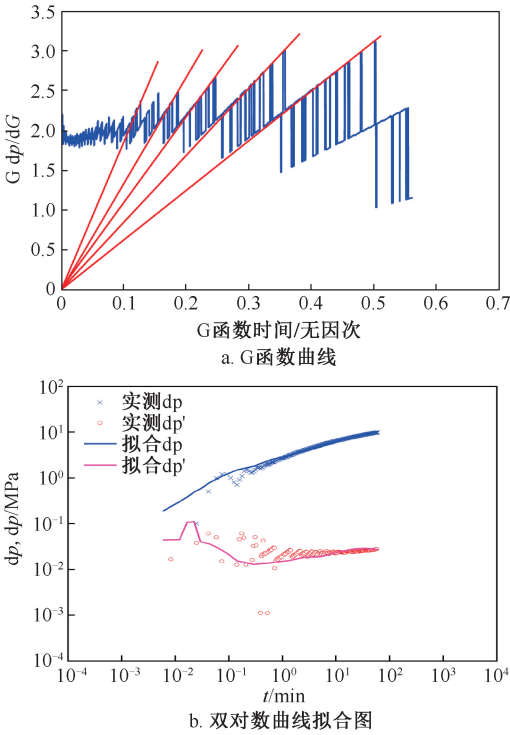 3.5
3.0
2.5
2.0
1.5
1.0
0.5
0
G dp/dG
0 0.1 0.2 0.3 0.4 0.5 0.6 0.7
G函数时间/无因次
a. G函数曲线
10² 
10¹
10⁰
10⁻¹
10⁻²
10⁻³
10⁻⁴
dp, dp/MPa
实测dp
实测dp'
拟合dp
拟合dp'
10⁻⁴ 10⁻³ 10⁻² 10⁻¹ 10⁰ 10¹ 10² 10³ 10⁴
t/min
b. 双对数曲线拟合图